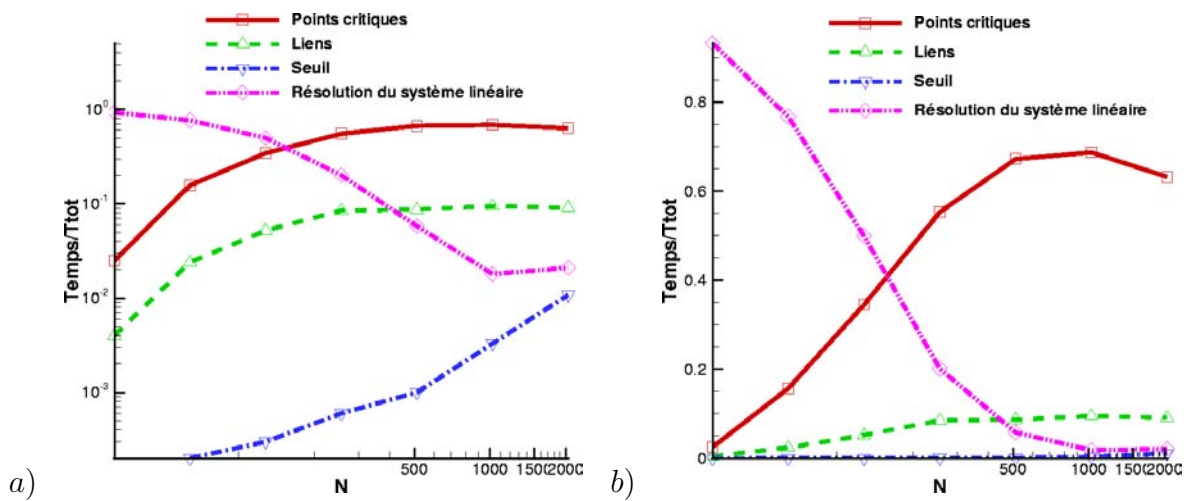 Points critiques
Liens
Seuil
Résolution du système linéaire
Temps/Ttot
10^0
10^-1
10^-2
10^-3
500
1000
1500
2000
N
a)
Points critiques
Liens
Seuil
Résolution du système linéaire
Temps/Ttot
0.8
0.6
0.4
0.2
0
500
1000
1500
2000
N
b)